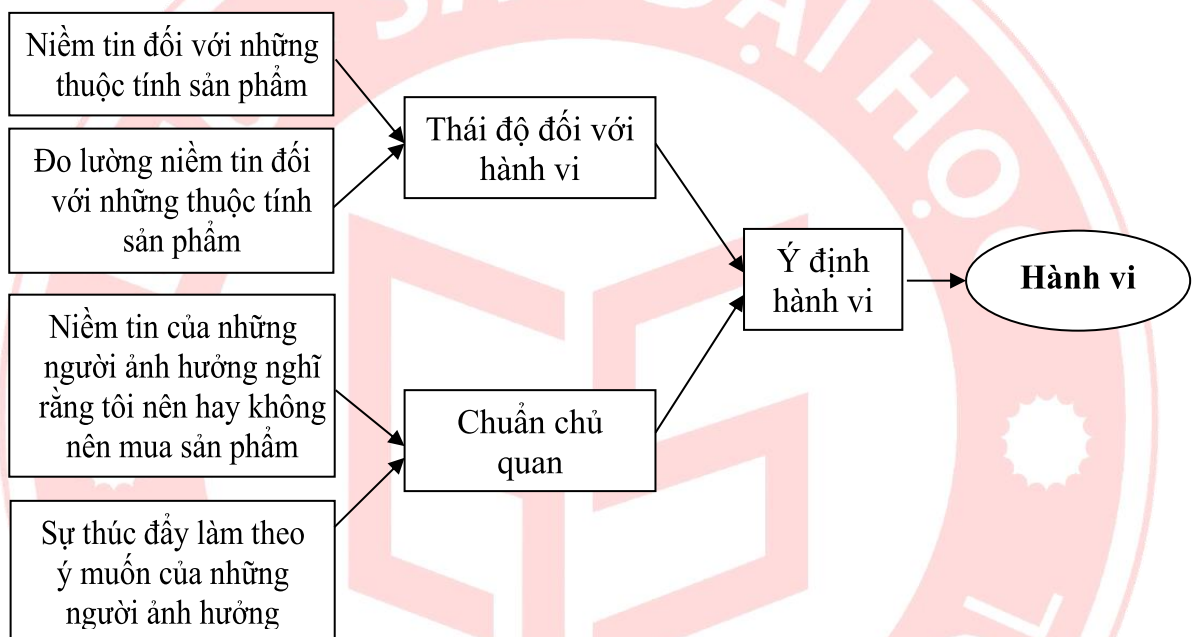 Niềm tin đối với những
thuộc tính sản phẩm
Đo lường niềm tin đối
với những thuộc tính
sản phẩm
Niềm tin của những
người ảnh hưởng nghĩ
rằng tôi nên hay không
nên mua sản phẩm
Sự thúc đẩy làm theo
ý muốn của những
người ảnh hưởng
Thái độ đối với
hành vi
Chuẩn chủ
quan
Ý định
hành vi
Hành vi
ĐẠI HỌC